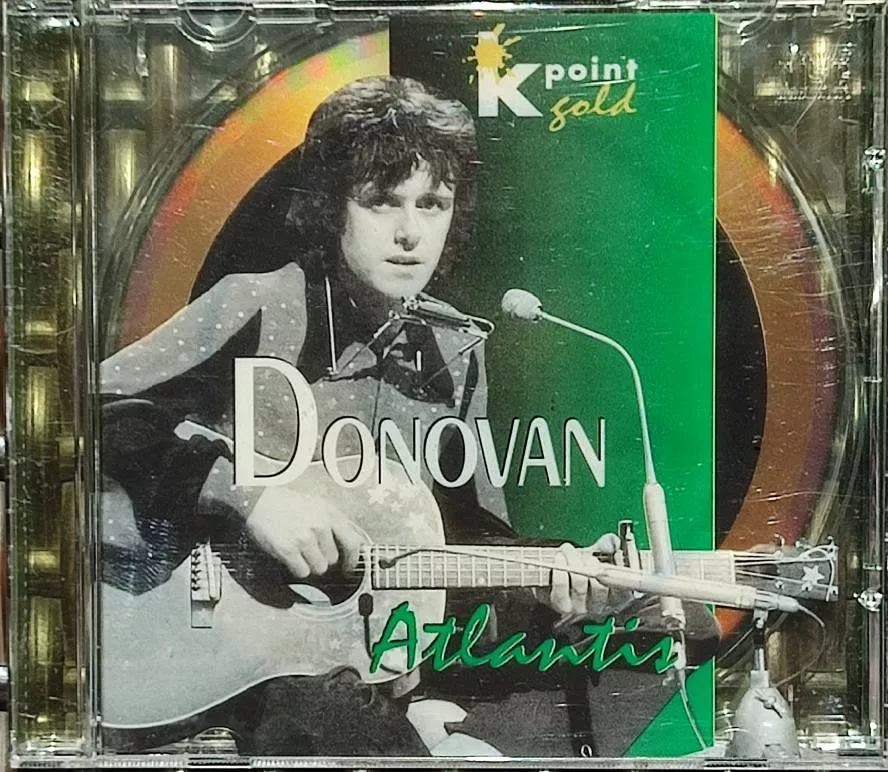 K point
gold
DONOVAN
Atlantis